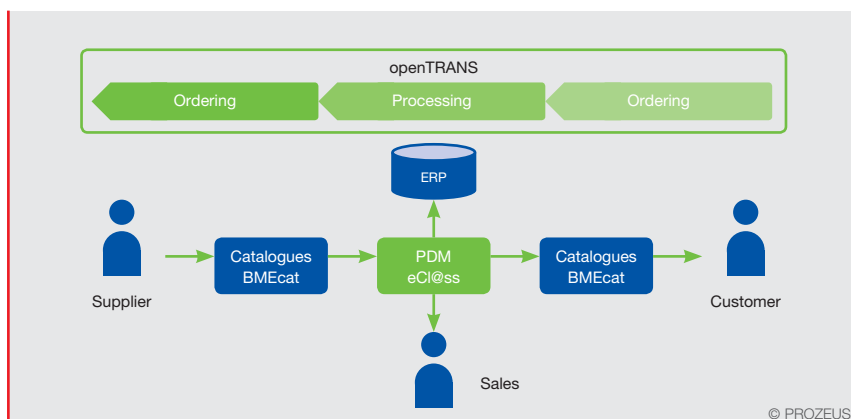 openTRANS
Ordering
Processing
Ordering
ERP
Catalogues
BMEcat
PDM
eCl@ss
Catalogues
BMEcat
Supplier
Customer
Sales
© PROZEUS